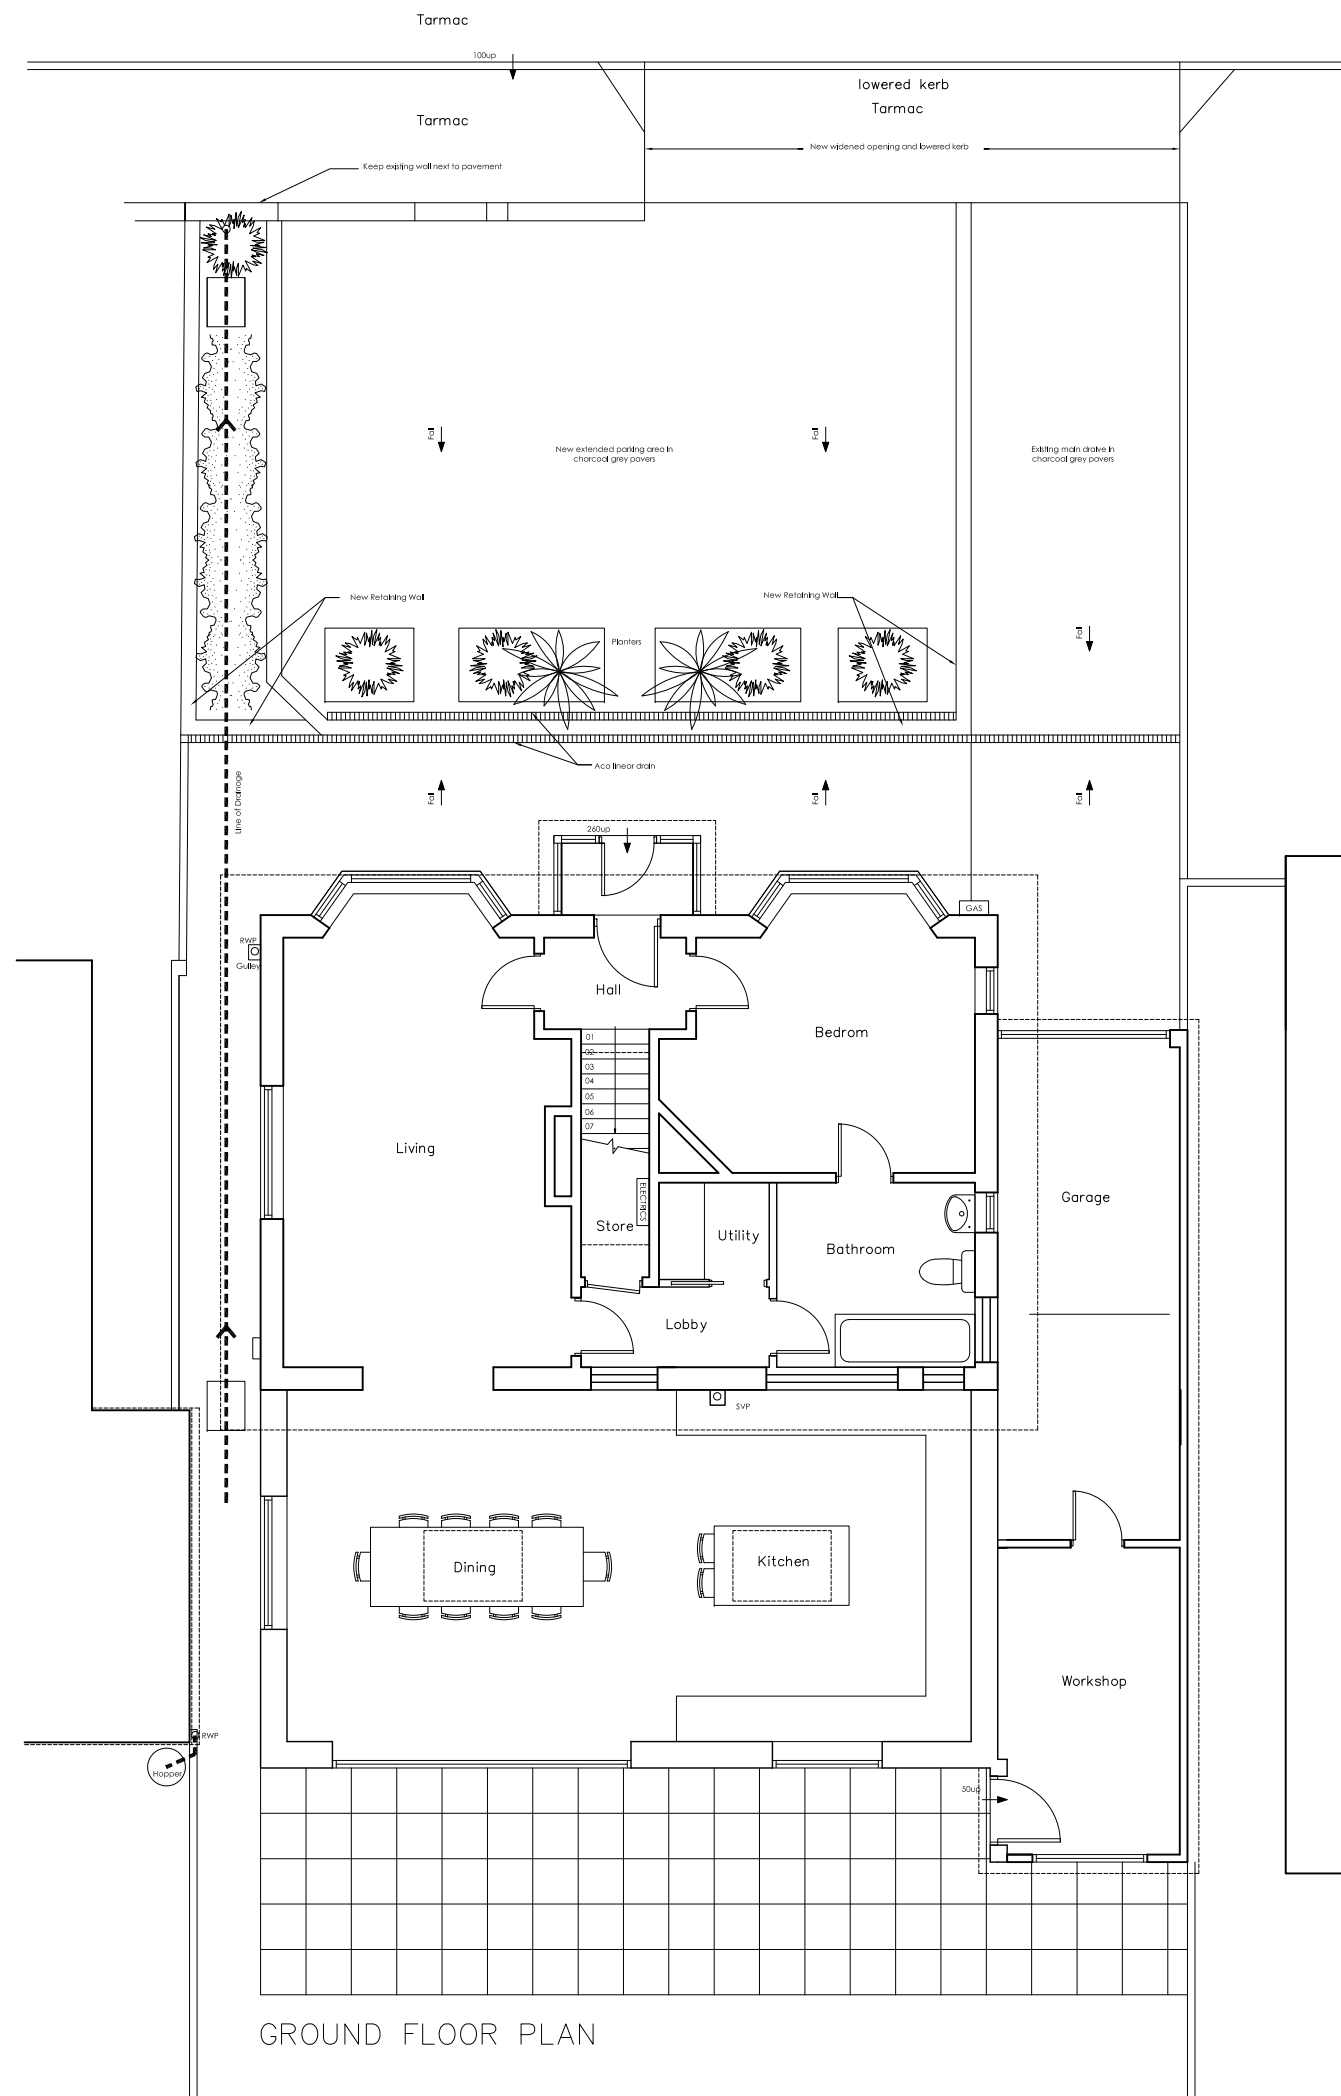 Tarmac
100up
lowered kerb
Tarmac
Tarmac
New widened opening and lowered kerb
Keep existing wall next to pavement
Fall
Fall
New extended parking area in
charcoal grey pavers
Existing main draive in
charcoal grey pavers
New Retaining Wall
New Retaining Wall
Planters
Fall
Aco linear drain
Line of Drainage
Fall
Fall
Fall
260up
GAS
RWP
Gulley
Hall
Bedrom
01
02
03
04
05
06
07
Living
ELECTRICS
Garage
Store
Utility
Bathroom
Lobby
SVP
Dining
Kitchen
Workshop
RWP
Hopper
50up
GROUND FLOOR PLAN